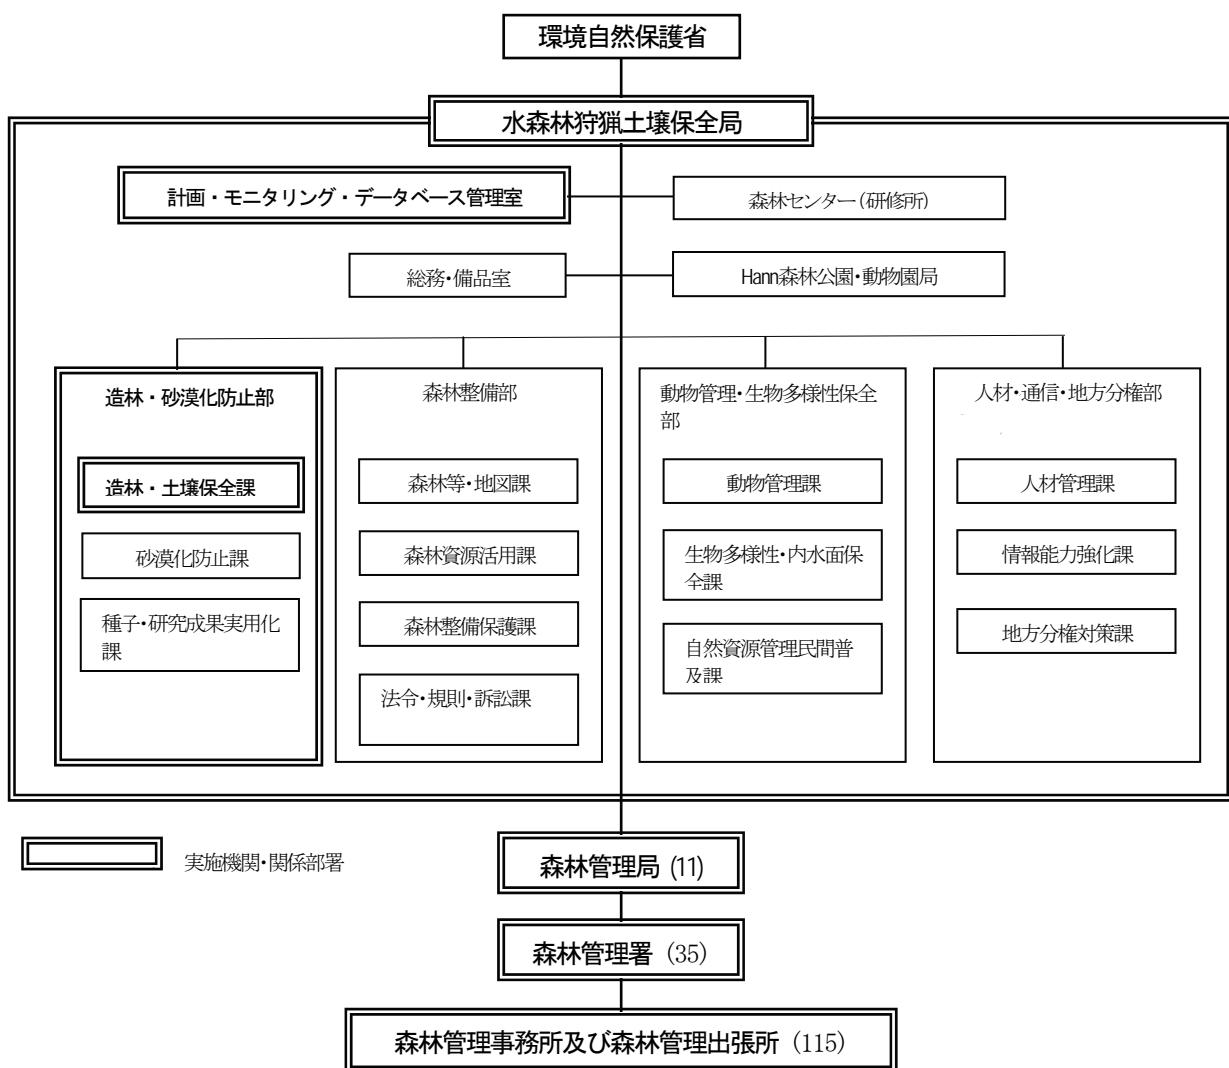 環境自然保護省
水森林狩猟土壌保全局
計画・モニタリング・データベース管理室
森林センター(研修所)
総務・備品室
Hann森林公園・動物園局
造林・砂漠化防止部
造林・土壌保全課
砂漠化防止課
種子・研究成果実用化
課
森林整備部
森林等・地図課
森林資源活用課
森林整備保護課
法令・規則・訴訟課
動物管理・生物多様性保全
部
動物管理課
生物多様性・内水面保
全課
自然資源管理民間普
及課
人材・通信・地方分権部
人材管理課
情報能力強化課
地方分権対策課
実施機関・関係部署
森林管理局 (11)
森林管理署 (35)
森林管理事務所及び森林管理出張所 (115)